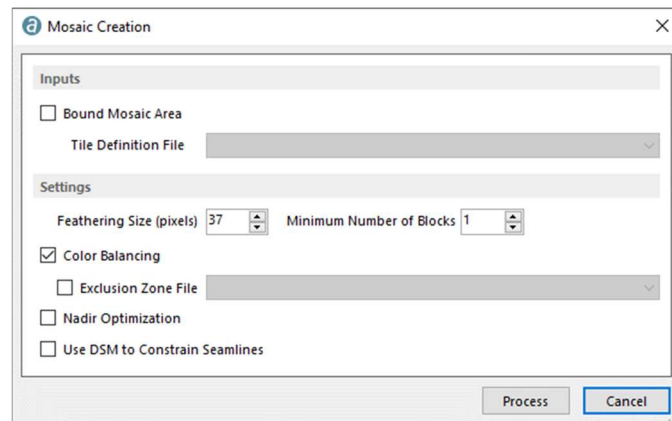 Mosaic Creation
Inputs
Bound Mosaic Area
Tile Definition File
Settings
Feathering Size (pixels) 37 Minimum Number of Blocks 1
Color Balancing
Exclusion Zone File
Nadir Optimization
Use DSM to Constrain Seamlines
Process Cancel